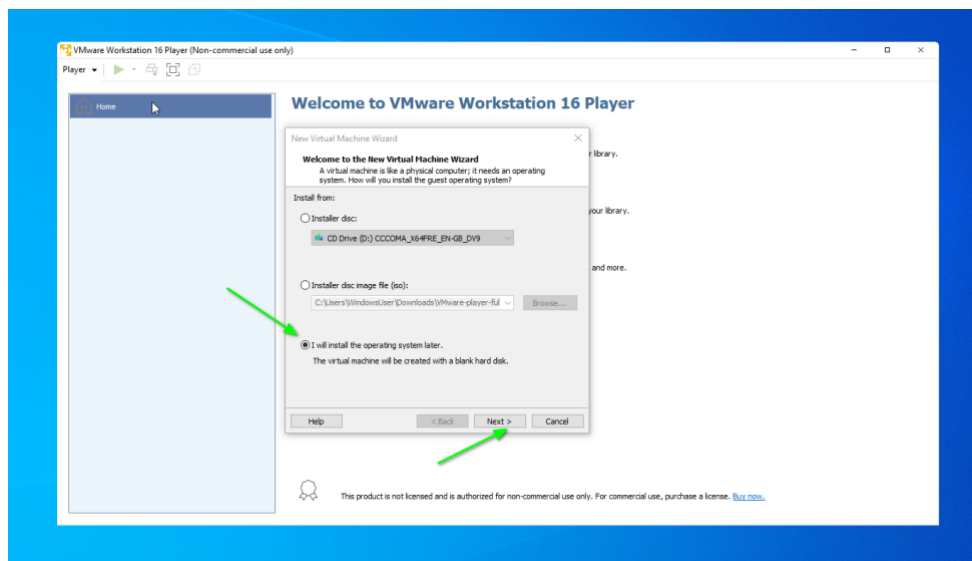 VMware Workstation 16 Player (Non-commercial use only)
Player
Home
Welcome to VMware Workstation 16 Player
New Virtual Machine Wizard
r library.
Welcome to the New Virtual Machine Wizard
A virtual machine is like a physical computer; it needs an operating
system. How will you install the guest operating system?
Install from:
your library.
Installer disc:
CD Drive (D:) CCCOMA_X64FRE_EN-GB_DV9
and more.
Installer disc image file (iso):
C:\Users\WindowsUser\Downloads\VMware-player-ful
Browse...
I will install the operating system later.
The virtual machine will be created with a blank hard disk.
Help
< Back
Next >
Cancel
This product is not licensed and is authorized for non-commercial use only. For commercial use, purchase a license. Buy now.